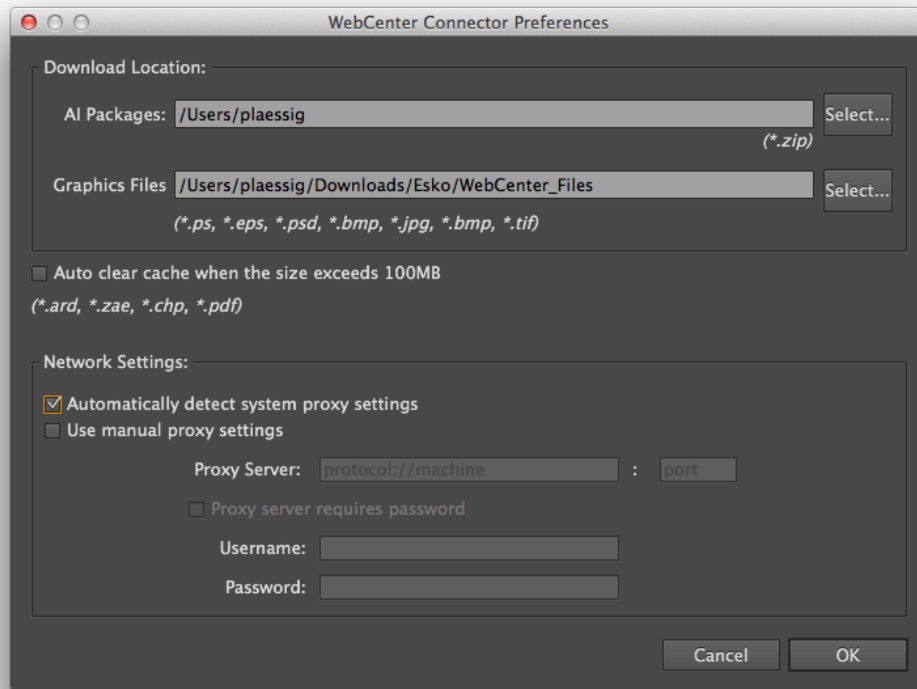 WebCenter Connector Preferences
Download Location:
AI Packages: /Users/plaessig Select...
(*.zip)
Graphics Files /Users/plaessig/Downloads/Esko/WebCenter_Files Select...
(*.ps, *.eps, *.psd, *.bmp, *.jpg, *.bmp, *.tif)
Auto clear cache when the size exceeds 100MB
(*.ard, *.zae, *.chp, *.pdf)
Network Settings:
Automatically detect system proxy settings
Use manual proxy settings
Proxy Server: protocol://machine : port
Proxy server requires password
Username:
Password:
Cancel OK